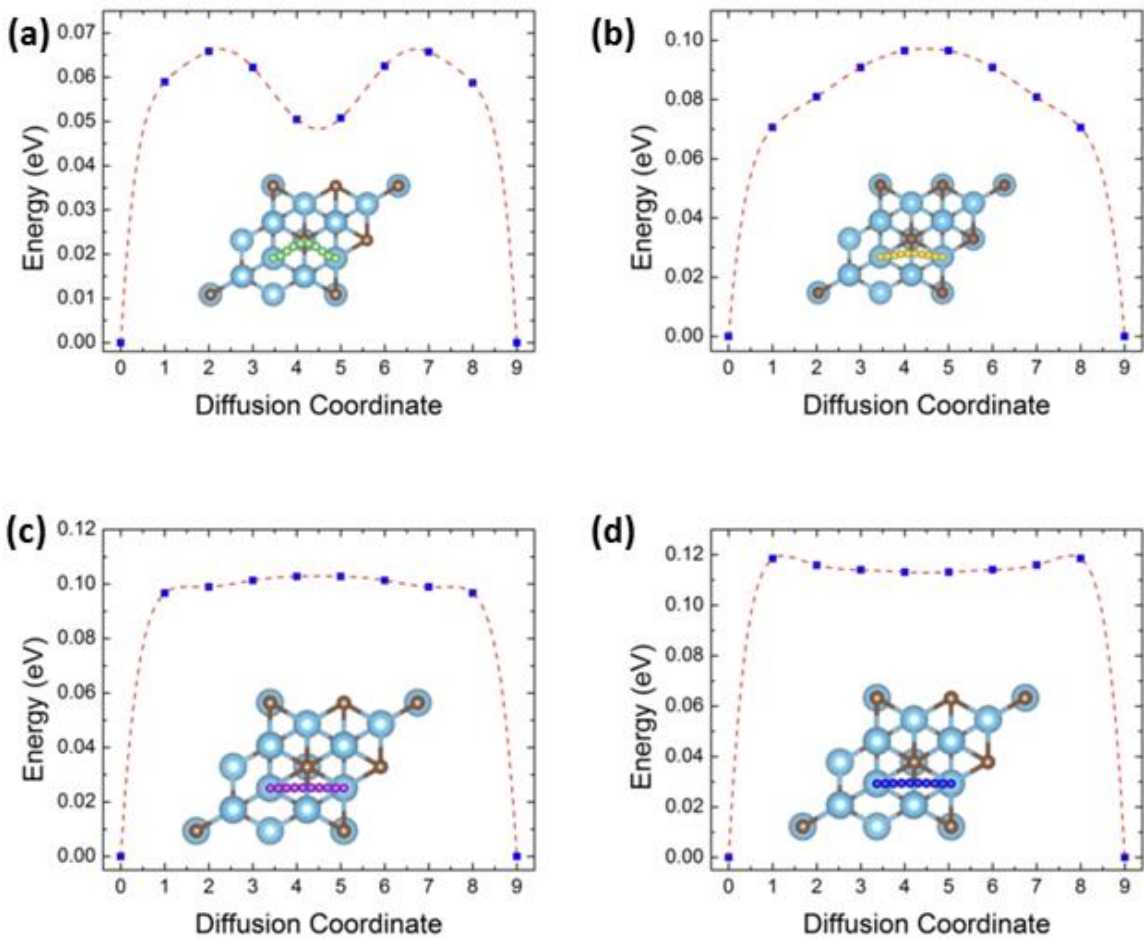 (a)
0.07
0.06
0.05
0.04
0.03
0.02
0.01
0.00
Energy (eV)
0 1 2 3 4 5 6 7 8 9
Diffusion Coordinate
(b)
0.10
0.08
0.06
0.04
0.02
0.00
Energy (eV)
0 1 2 3 4 5 6 7 8 9
Diffusion Coordinate
(c)
0.12
0.10
0.08
0.06
0.04
0.02
0.00
Energy (eV)
0 1 2 3 4 5 6 7 8 9
Diffusion Coordinate
(d)
0.12
0.10
0.08
0.06
0.04
0.02
0.00
Energy (eV)
0 1 2 3 4 5 6 7 8 9
Diffusion Coordinate